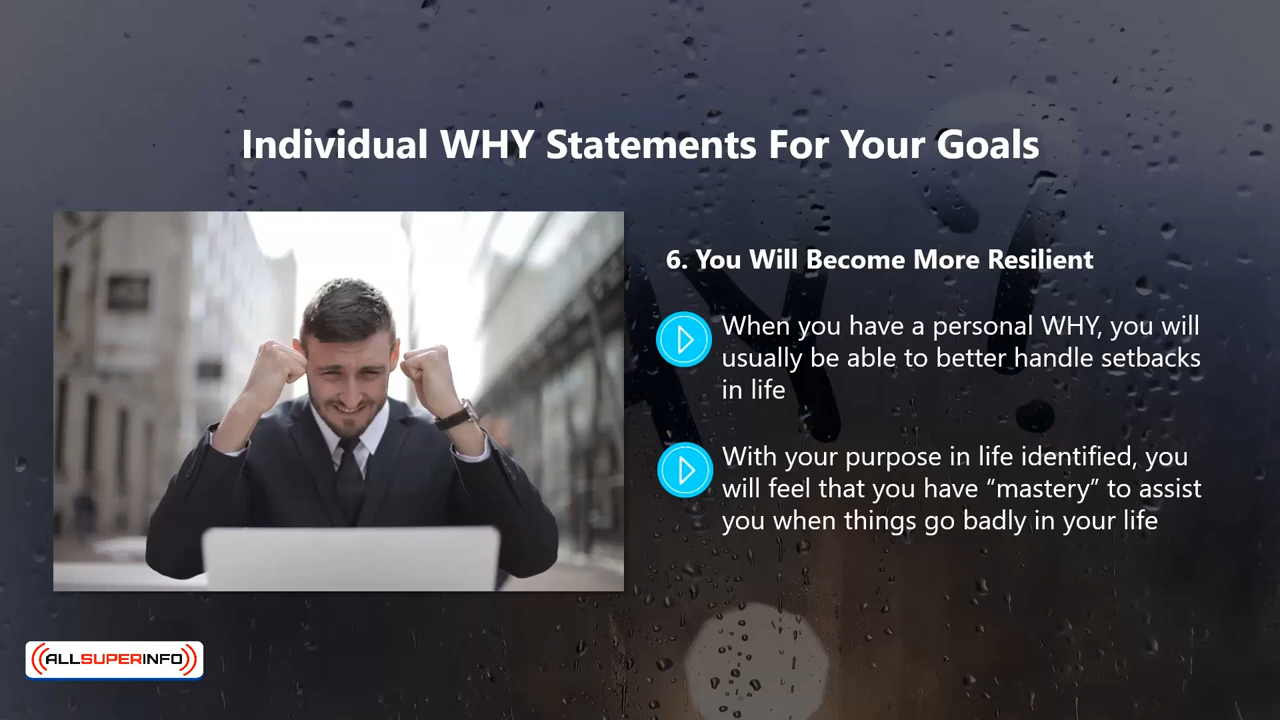 Individual WHY Statements For Your Goals
6. You Will Become More Resilient
When you have a personal WHY, you will
usually be able to better handle setbacks
in life
With your purpose in life identified, you
will feel that you have “mastery” to assist
you when things go badly in your life
ALLSUPERINFO